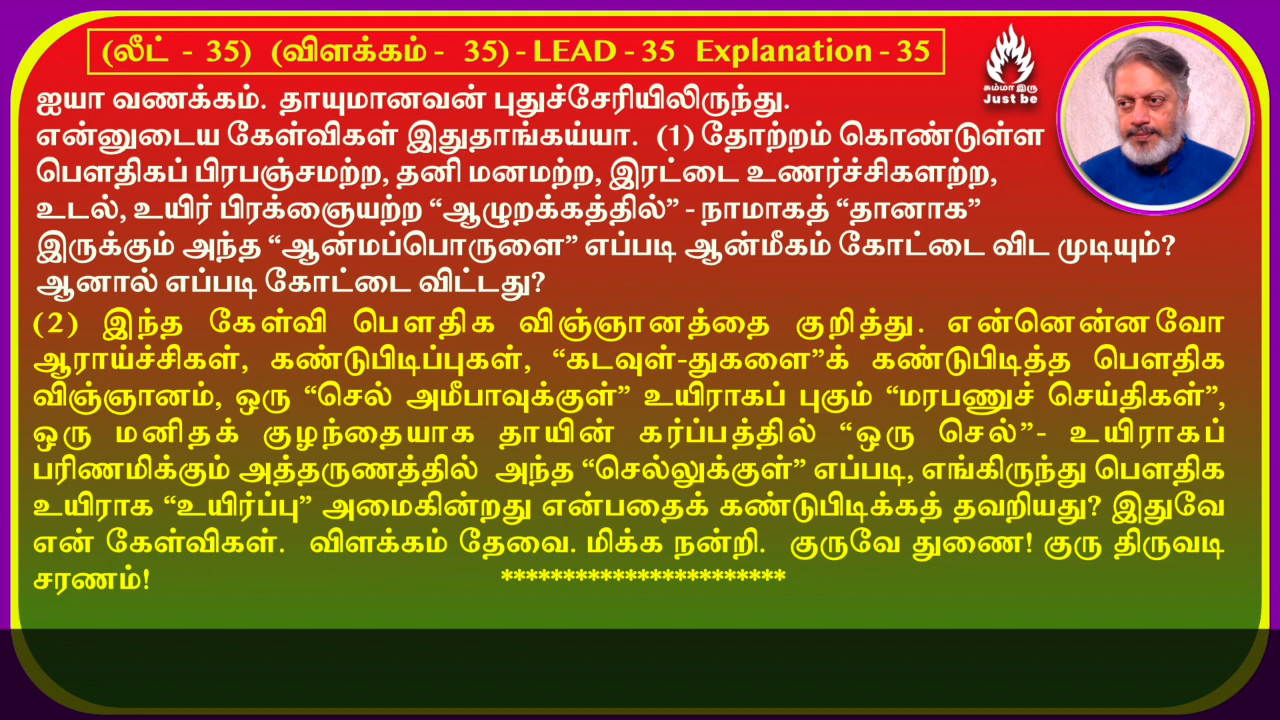 (லீட் - 35) (விளக்கம் - 35) - LEAD - 35 Explanation - 35
சும்மா இரு
Just be
ஐயா வணக்கம். தாயுமானவன் புதுச்சேரியிலிருந்து.
என்னுடைய கேள்விகள் இதுதாங்கய்யா. (1) தோற்றம் கொண்டுள்ள
பௌதிகப் பிரபஞ்சமற்ற, தனி மனமற்ற, இரட்டை உணர்ச்சிகளற்ற,
உடல், உயிர் பிரக்ஞையற்ற “ஆழுறக்கத்தில்” - நாமாகத் “தானாக”
இருக்கும் அந்த “ஆன்மப்பொருளை” எப்படி ஆன்மீகம் கோட்டை விட முடியும்?
ஆனால் எப்படி கோட்டை விட்டது?
(2) இந்த கேள்வி பௌதிக விஞ்ஞானத்தை குறித்து. என்னென்னவோ
ஆராய்ச்சிகள், கண்டுபிடிப்புகள், “கடவுள்-துகளை”க் கண்டுபிடித்த பௌதிக
விஞ்ஞானம், ஒரு “செல் அமீபாவுக்குள்” உயிராகப் புகும் “மரபணுச் செய்திகள்”,
ஒரு மனிதக் குழந்தையாக தாயின் கர்ப்பத்தில் “ஒரு செல்”- உயிராகப்
பரிணமிக்கும் அத்தருணத்தில் அந்த “செல்லுக்குள்” எப்படி, எங்கிருந்து பௌதிக
உயிராக “உயிர்ப்பு” அமைகின்றது என்பதைக் கண்டுபிடிக்கத் தவறியது? இதுவே
என் கேள்விகள். விளக்கம் தேவை. மிக்க நன்றி. குருவே துணை! குரு திருவடி
சரணம்! ***********************